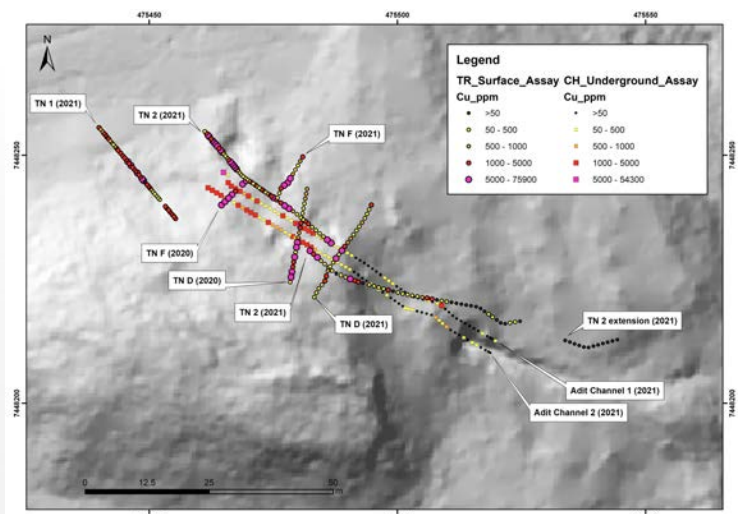 475450
475500
475550
N
Legend
TR_Surface_Assay CH_Underground_Assay
Cu_ppm Cu_ppm
>50 >50
50 - 500 50 - 500
500 - 1000 500 - 1000
1000 - 5000 1000 - 5000
5000 - 75900 5000 - 54300
TN 1 (2021)
TN 2 (2021)
TN F (2021)
7448250
7448250
TN F (2020)
TN D (2020)
TN 2 (2021)
TN D (2021)
TN 2 extension (2021)
Adit Channel 1 (2021)
Adit Channel 2 (2021)
7448200
7448200
0 12.5 25 50
m
475450
475500
475550